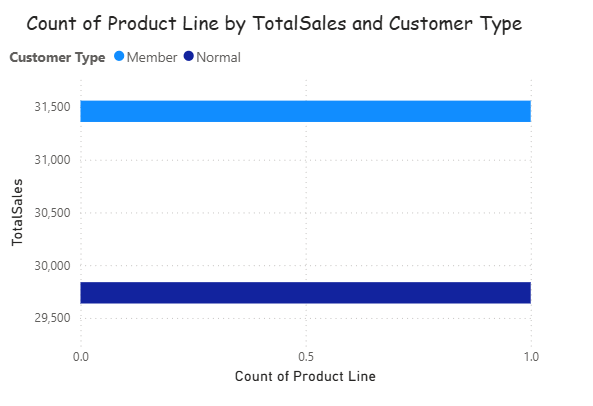 Count of Product Line by TotalSales and Customer Type
Customer Type Member Normal
31,500
31,000
30,500
30,000
29,500
TotalSales
0.0 0.5 1.0
Count of Product Line